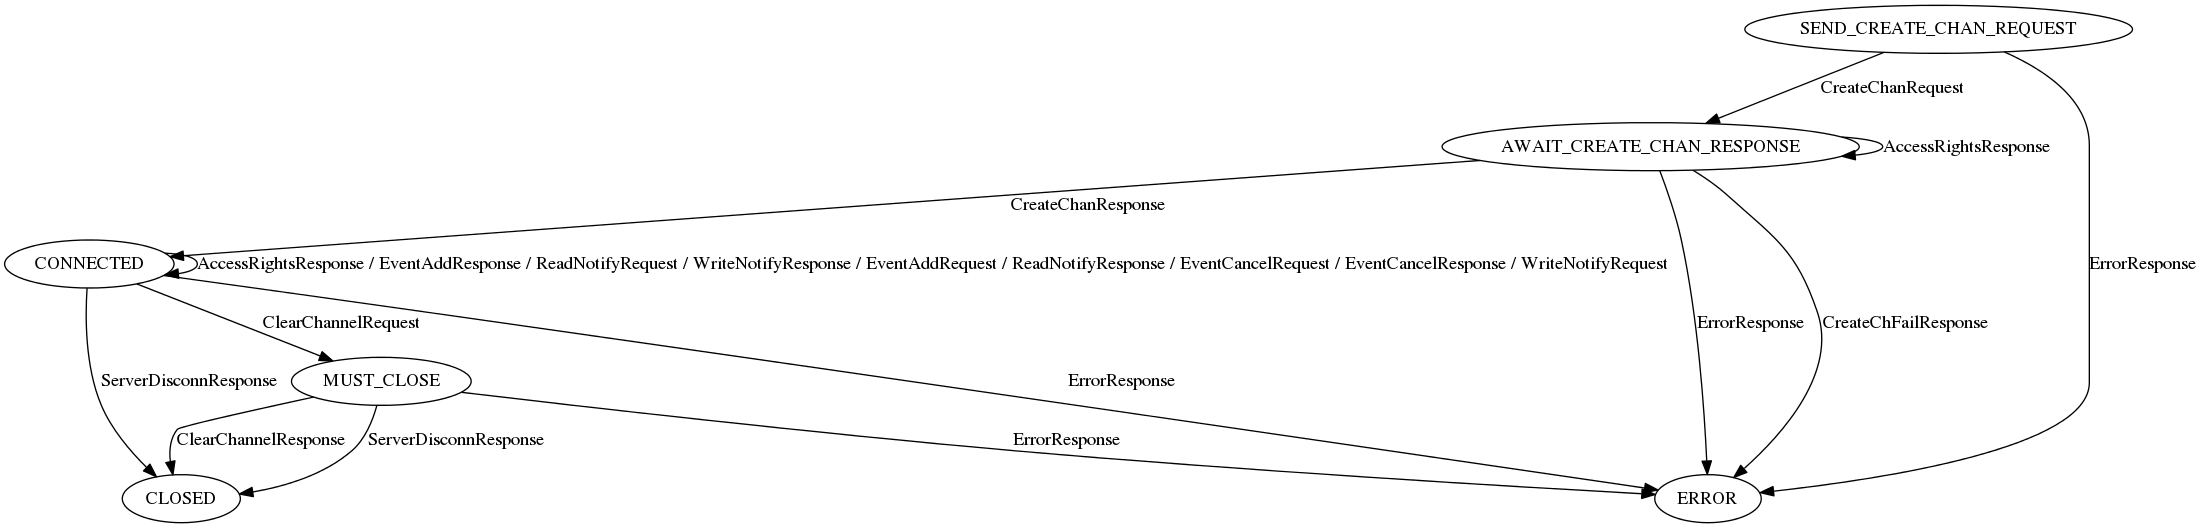 SEND_CREATE_CHAN_REQUEST
CreateChanRequest
AWAIT_CREATE_CHAN_RESPONSE
AccessRightsResponse
CreateChanResponse
CONNECTED
AccessRightsResponse / EventAddResponse / ReadNotifyRequest / WriteNotifyResponse / EventAddRequest / ReadNotifyResponse / EventCancelRequest / EventCancelResponse / WriteNotifyRequest
ErrorResponse
ClearChannelRequest
ErrorResponse
CreateChFailResponse
ServerDisconnResponse
MUST_CLOSE
ErrorResponse
ClearChannelResponse
ServerDisconnResponse
ErrorResponse
CLOSED
ERROR